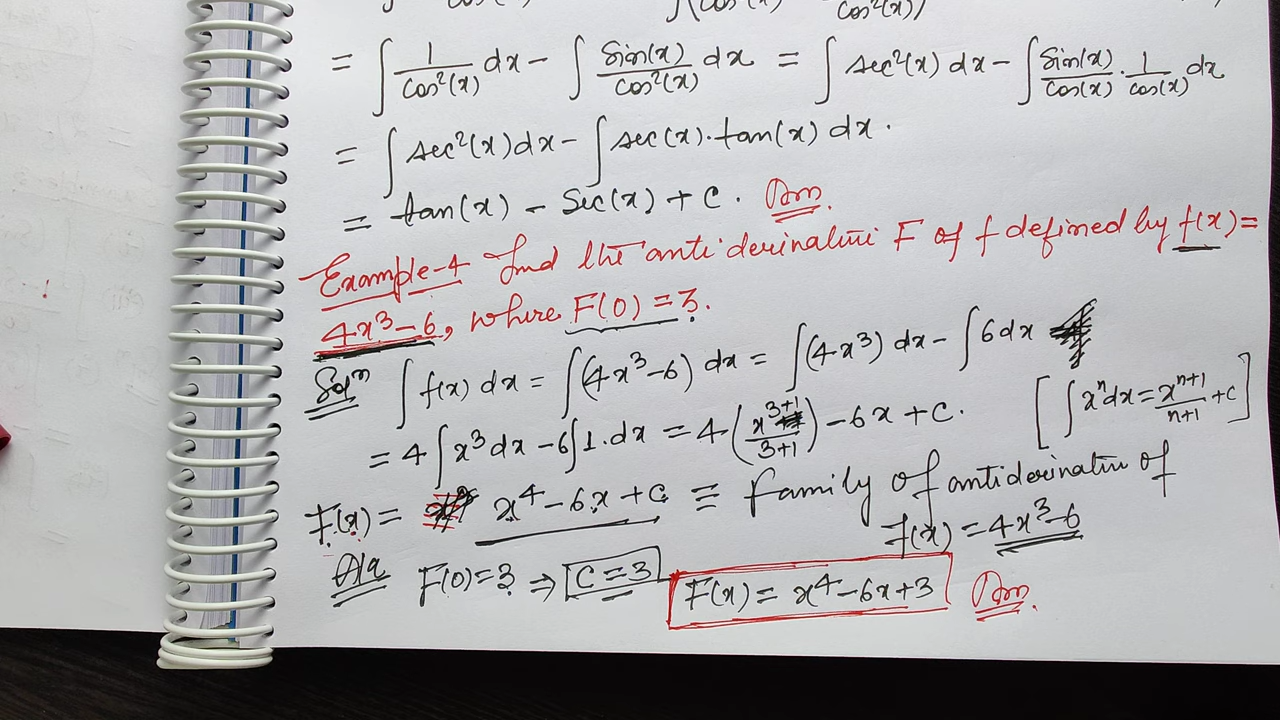 cos(x) ∫(cos(x) cos²(x))
= ∫ 1/cos²(x) dx - ∫ sin(x)/cos²(x) dx = ∫ sec²(x) dx - ∫ sin(x)/cos(x) . 1/cos(x) dx
= ∫ sec²(x) dx - ∫ sec(x).tan(x) dx.
= tan(x) - Sec(x) + C. Ans.
Example-4 find the antiderivative F of f defined by f(x) =
4x³-6, where F(0) = 3.
Solⁿ ∫ f(x) dx = ∫(4x³-6) dx = ∫(4x³) dx - ∫ 6 dx
= 4∫x³ dx - 6∫1.dx = 4(x³⁺¹/3+1) - 6x + C. [∫ xⁿ dx = xⁿ⁺¹/n+1 + C]
F(x) = x⁴ - 6x + C ≡ family of antiderivative of
f(x) = 4x³-6
F(0) = 3 ⇒ C = 3 F(x) = x⁴ - 6x + 3 Ans.